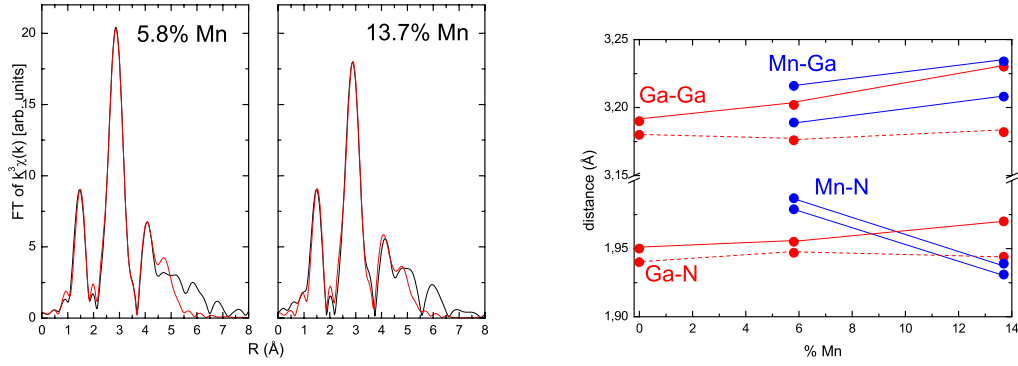 5.8% Mn
13.7% Mn
FT of k³χ(k) [arb. units]
20
15
10
5
0
0 1 2 3 4 5 6 7 8
0 1 2 3 4 5 6 7 8
R (Å)
distance (Å)
3,25
3,20
3,15
1,95
1,90
Mn-Ga
Ga-Ga
Mn-N
Ga-N
0 2 4 6 8 10 12 14
% Mn